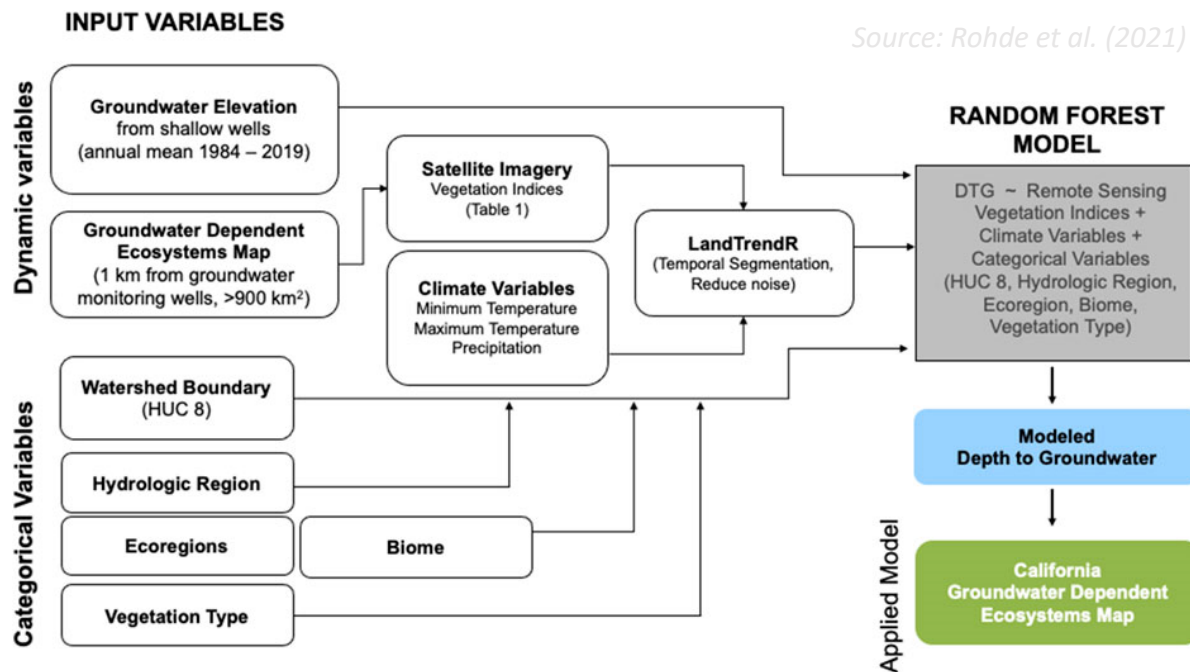 INPUT VARIABLES
Source: Rohde et al. (2021)
Dynamic variables
Groundwater Elevation
from shallow wells
(annual mean 1984 – 2019)
Groundwater Dependent
Ecosystems Map
(1 km from groundwater
monitoring wells, >900 km²)
Satellite Imagery
Vegetation Indices
(Table 1)
Climate Variables
Minimum Temperature
Maximum Temperature
Precipitation
LandTrendR
(Temporal Segmentation,
Reduce noise)
RANDOM FOREST
MODEL
DTG ~ Remote Sensing
Vegetation Indices +
Climate Variables +
Categorical Variables
(HUC 8, Hydrologic Region,
Ecoregion, Biome,
Vegetation Type)
Categorical Variables
Watershed Boundary
(HUC 8)
Hydrologic Region
Ecoregions
Biome
Vegetation Type
Modeled
Depth to Groundwater
Applied Model
California
Groundwater Dependent
Ecosystems Map